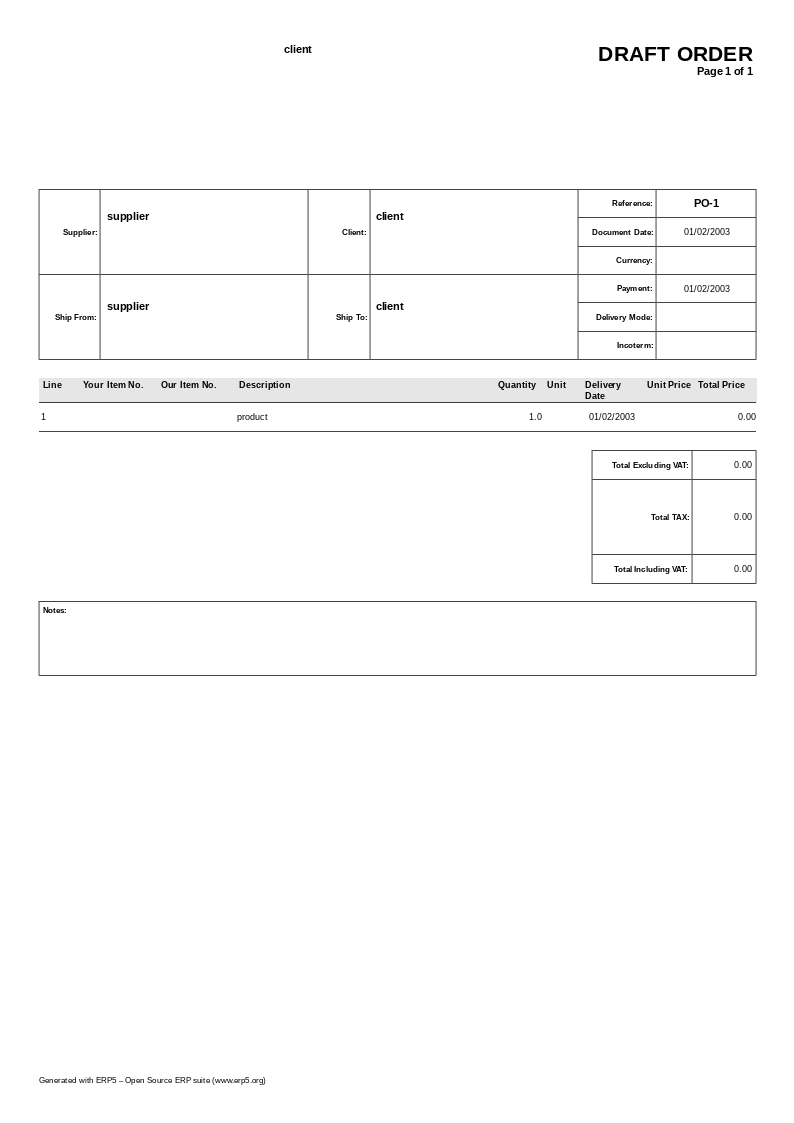 client
DRAFT ORDER
Page 1 of 1
Supplier:
supplier
Client:
client
Reference:
PO-1
Document Date:
01/02/2003
Currency:
Ship From:
supplier
Ship To:
client
Payment:
01/02/2003
Delivery Mode:
Incoterm:
Line Your Item No. Our Item No. Description Quantity Unit Delivery Date Unit Price Total Price
1 product 1.0 01/02/2003 0.00
Total Excluding VAT: 0.00
Total TAX: 0.00
Total Including VAT: 0.00
Notes:
Generated with ERP5 – Open Source ERP suite (www.erp5.org)